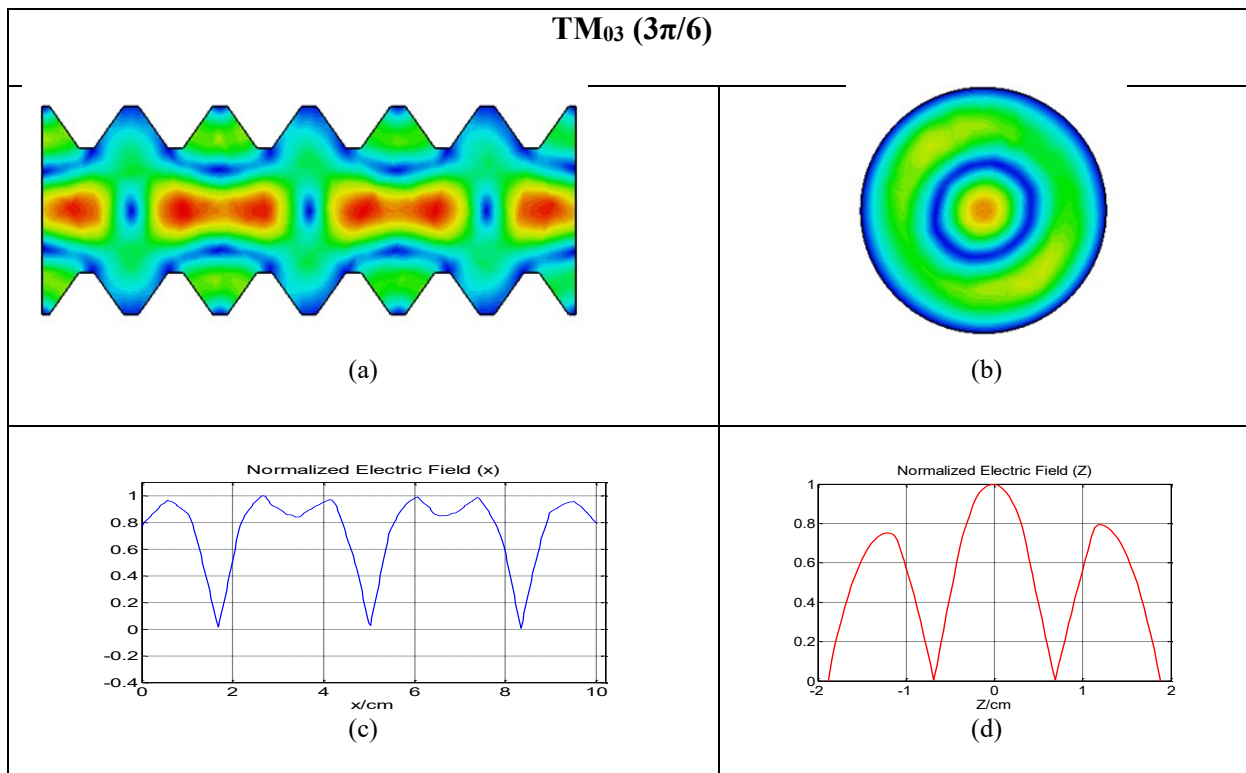 TM₀₃ (3π/6)
(a)
(b)
Normalized Electric Field (x)
1
0.8
0.6
0.4
0.2
0
-0.2
-0.4
0
2
4
6
8
10
x/cm
(c)
Normalized Electric Field (Z)
1
0.8
0.6
0.4
0.2
0
-2
-1
0
1
2
Z/cm
(d)